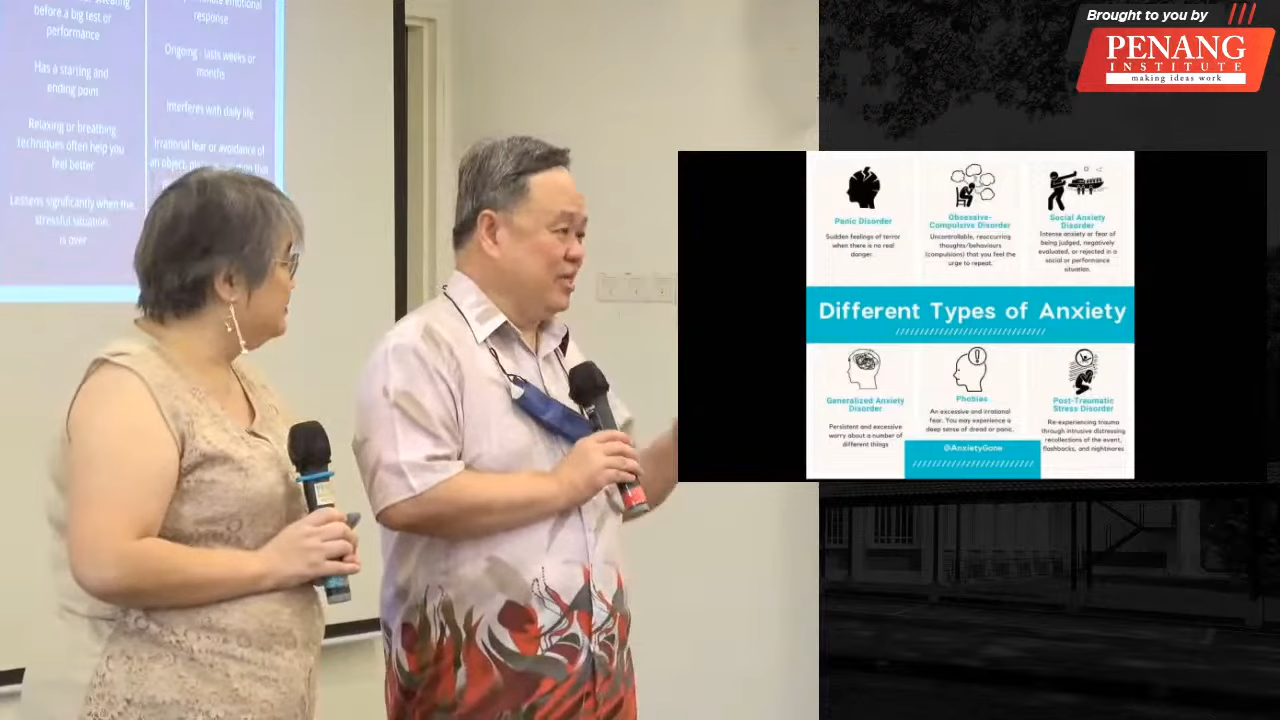 before a big test or
performance
Has a starting and
ending point
Relaxing or breathing
techniques often help you
feel better
Lessens significantly when the
stressful situation
is over
emotional
response
Ongoing - lasts weeks or
months
Interferes with daily life
Irrational fear or avoidance of
an object, that
Brought to you by
PENANG
INSTITUTE
making ideas work
Panic Disorder
Sudden feelings of terror
when there is no real
danger.
Obsessive-
Compulsive Disorder
Uncontrollable, reoccurring
thoughts/behaviours
(compulsions) that you feel the
urge to repeat.
Social Anxiety
Disorder
Intense anxiety or fear of
being judged, negatively
evaluated, or rejected in a
social or performance
situation.
Different Types of Anxiety
Generalized Anxiety
Disorder
Persistent and excessive
worry about a number of
different things
Phobias
An excessive and irrational
fear. You may experience a
deep sense of dread or panic.
Post-Traumatic
Stress Disorder
Re-experiencing trauma
through intrusive distressing
recollections of the event,
flashbacks, and nightmares
@AnxietyGone